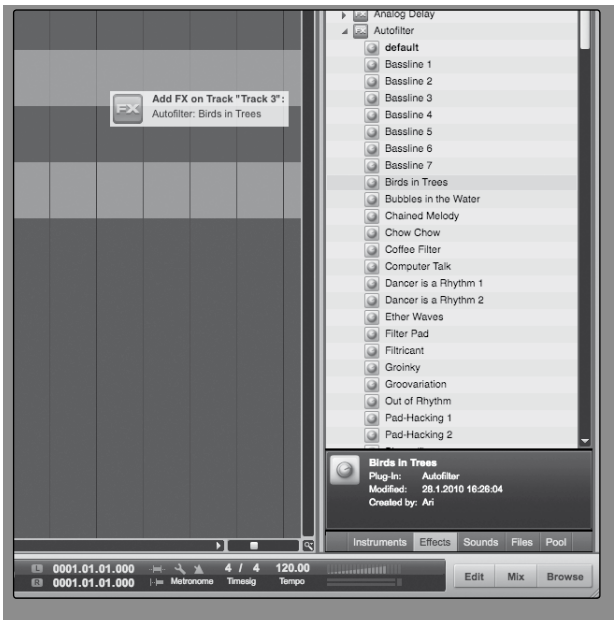 Analog Delay
Autofilter
default
Bassline 1
Bassline 2
Bassline 3
Bassline 4
Bassline 5
Bassline 6
Bassline 7
Birds in Trees
Bubbles in the Water
Chained Melody
Chow Chow
Coffee Filter
Computer Talk
Dancer is a Rhythm 1
Dancer is a Rhythm 2
Ether Waves
Filter Pad
Filtricant
Groinky
Groovariation
Out of Rhythm
Pad-Hacking 1
Pad-Hacking 2
FX
Add FX on Track "Track 3":
Autofilter: Birds in Trees
Birds in Trees
Plug-In: Autofilter
Modified: 28.1.2010 16:26:04
Created by: Ari
Instruments Effects Sounds Files Pool
L 0001.01.01.000 4 / 4 120.00
R 0001.01.01.000 Metronome Timesig Tempo
Edit Mix Browse